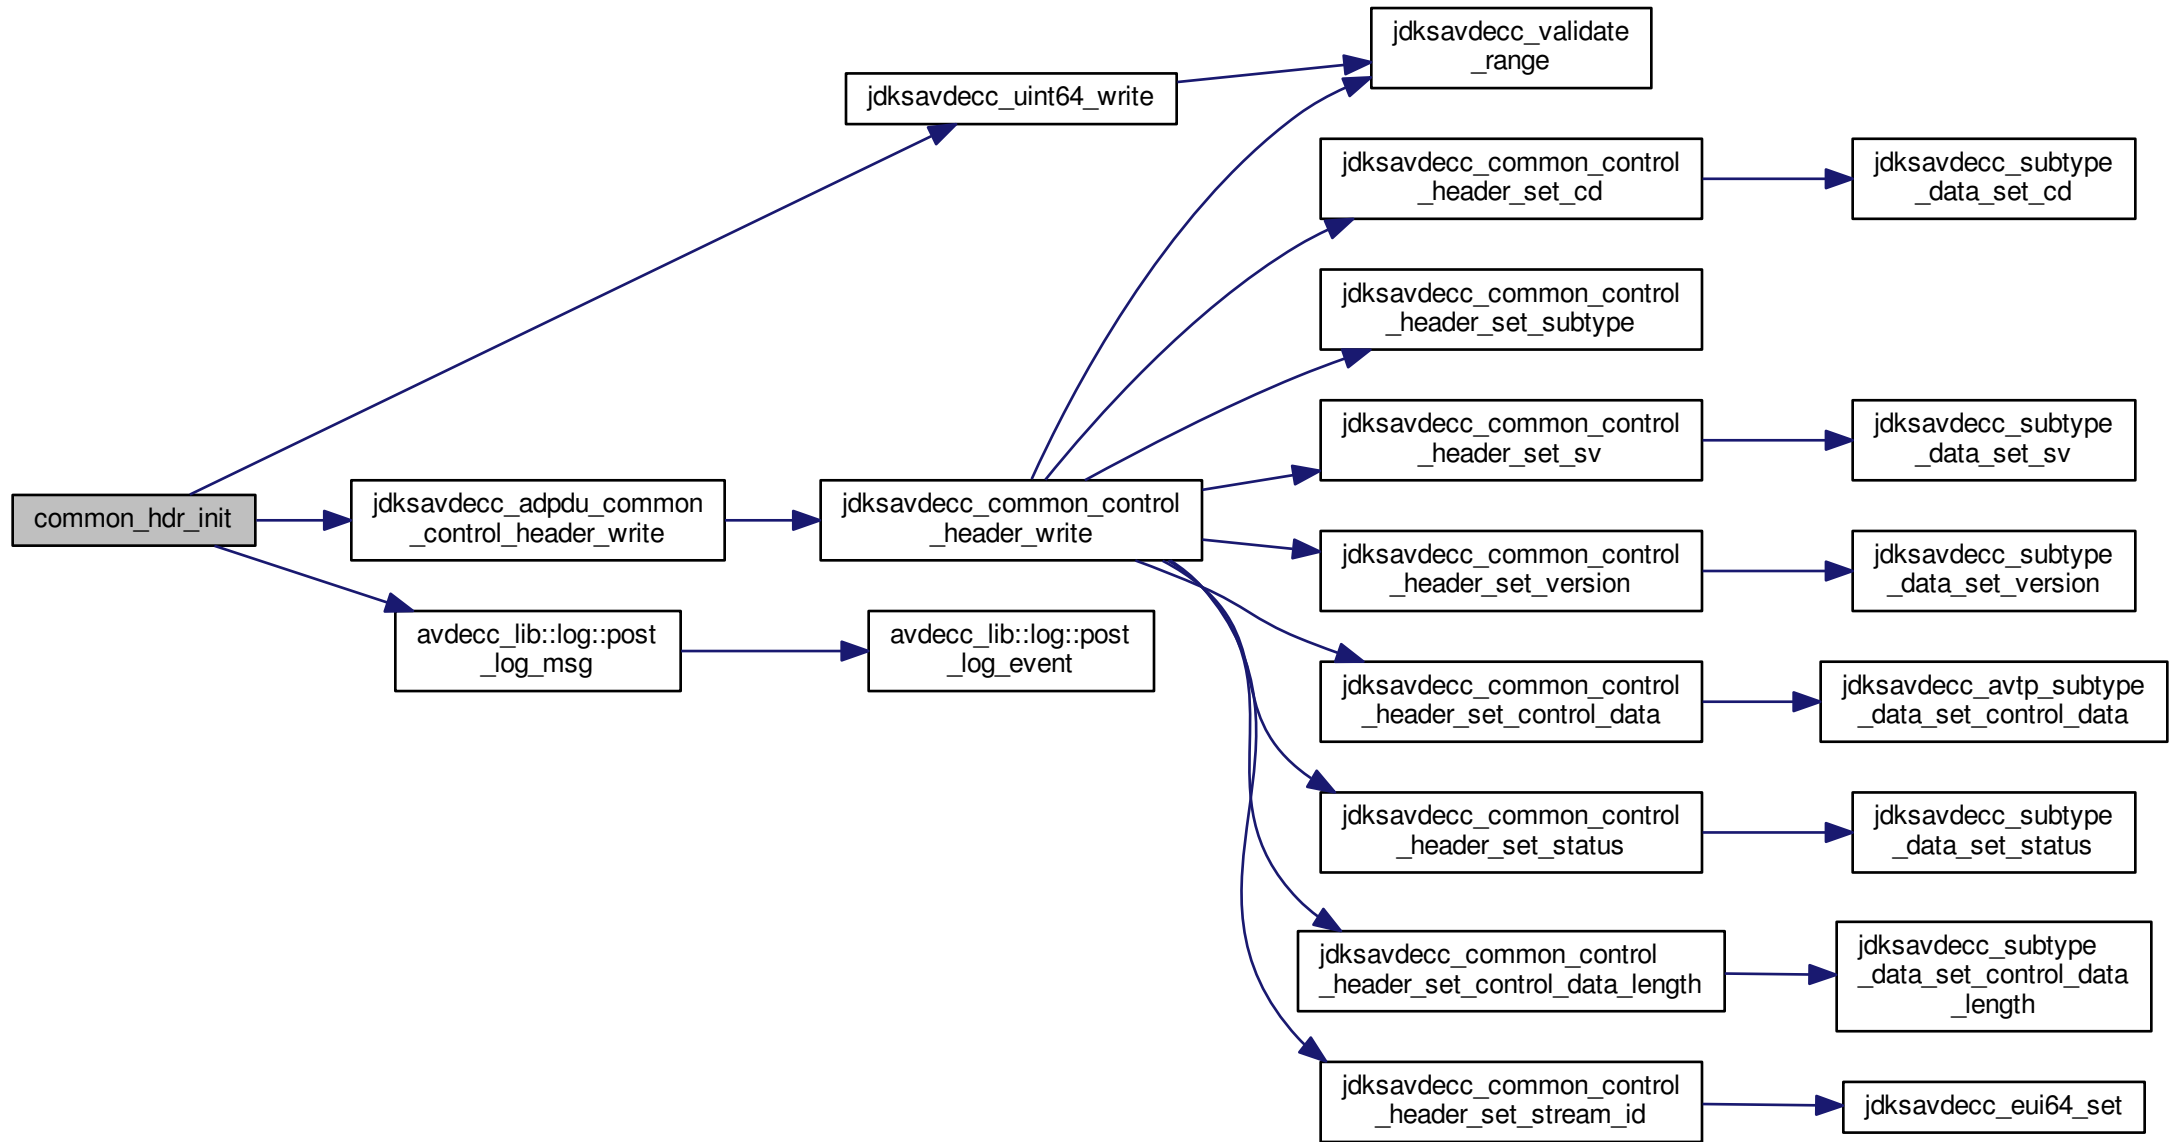 common_hdr_init
jdksavdecc_uint64_write
jdksavdecc_adpdu_common
_control_header_write
avdecc_lib::log::post
_log_msg
jdksavdecc_common_control
_header_write
avdecc_lib::log::post
_log_event
jdksavdecc_validate
_range
jdksavdecc_common_control
_header_set_cd
jdksavdecc_common_control
_header_set_subtype
jdksavdecc_common_control
_header_set_sv
jdksavdecc_common_control
_header_set_version
jdksavdecc_common_control
_header_set_control_data
jdksavdecc_common_control
_header_set_status
jdksavdecc_common_control
_header_set_control_data_length
jdksavdecc_common_control
_header_set_stream_id
jdksavdecc_subtype
_data_set_cd
jdksavdecc_subtype
_data_set_sv
jdksavdecc_subtype
_data_set_version
jdksavdecc_avtp_subtype
_data_set_control_data
jdksavdecc_subtype
_data_set_status
jdksavdecc_subtype
_data_set_control_data
_length
jdksavdecc_eui64_set